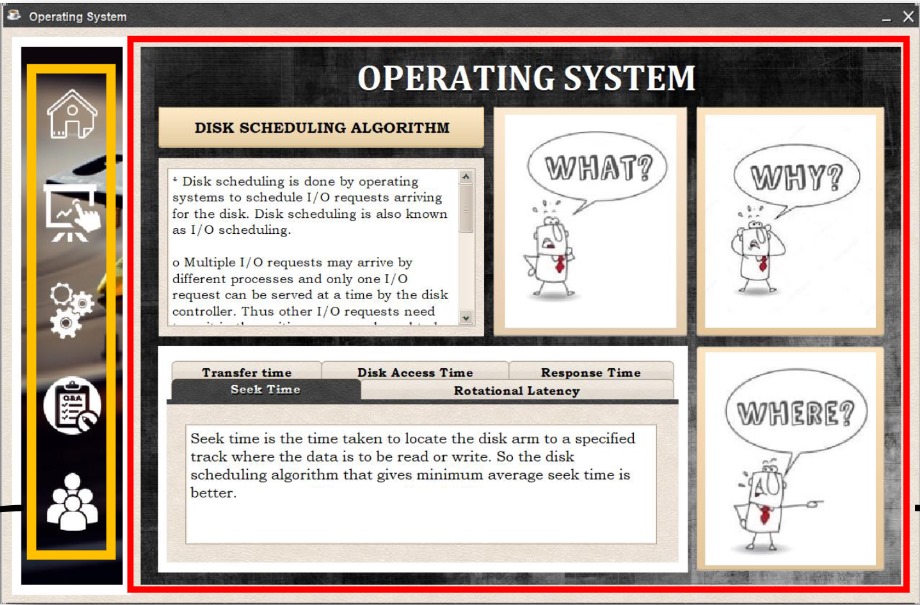 Operating System
OPERATING SYSTEM
DISK SCHEDULING ALGORITHM
* Disk scheduling is done by operating
systems to schedule I/O requests arriving
for the disk. Disk scheduling is also known
as I/O scheduling.
o Multiple I/O requests may arrive by
different processes and only one I/O
request can be served at a time by the disk
controller. Thus other I/O requests need
WHAT?
WHY?
Transfer time
Disk Access Time
Response Time
Seek Time
Rotational Latency
Seek time is the time taken to locate the disk arm to a specified
track where the data is to be read or write. So the disk
scheduling algorithm that gives minimum average seek time is
better.
WHERE?
Q&A